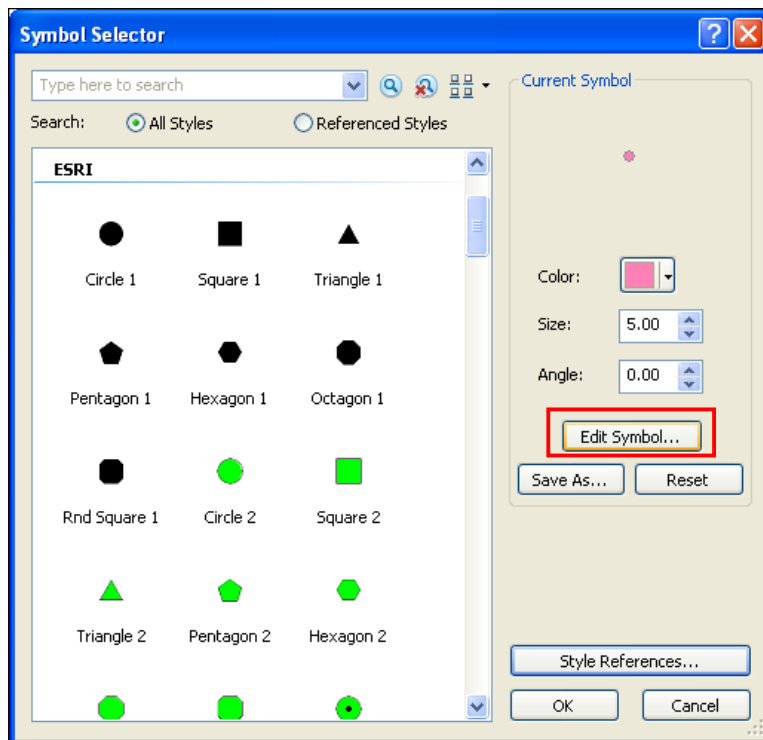 Symbol Selector
Type here to search
Search: All Styles Referenced Styles
ESRI
Circle 1 Square 1 Triangle 1
Pentagon 1 Hexagon 1 Octagon 1
Rnd Square 1 Circle 2 Square 2
Triangle 2 Pentagon 2 Hexagon 2
Current Symbol
Color:
Size: 5.00
Angle: 0.00
Edit Symbol...
Save As... Reset
Style References...
OK Cancel